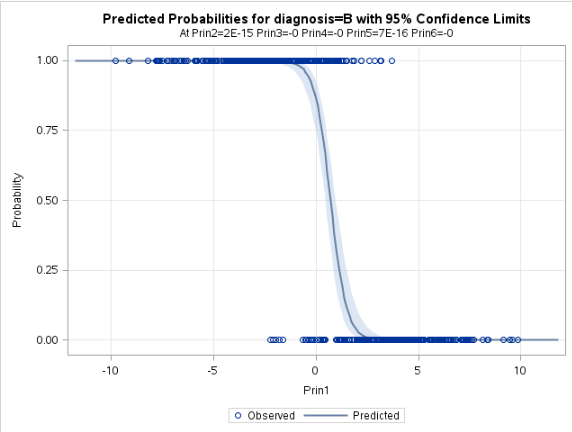 Predicted Probabilities for diagnosis=B with 95% Confidence Limits
At Prin2=2E-15 Prin3=-0 Prin4=-0 Prin5=7E-16 Prin6=-0
1.00
0.75
0.50
0.25
0.00
Probability
-10 -5 0 5 10
Prin1
Observed Predicted